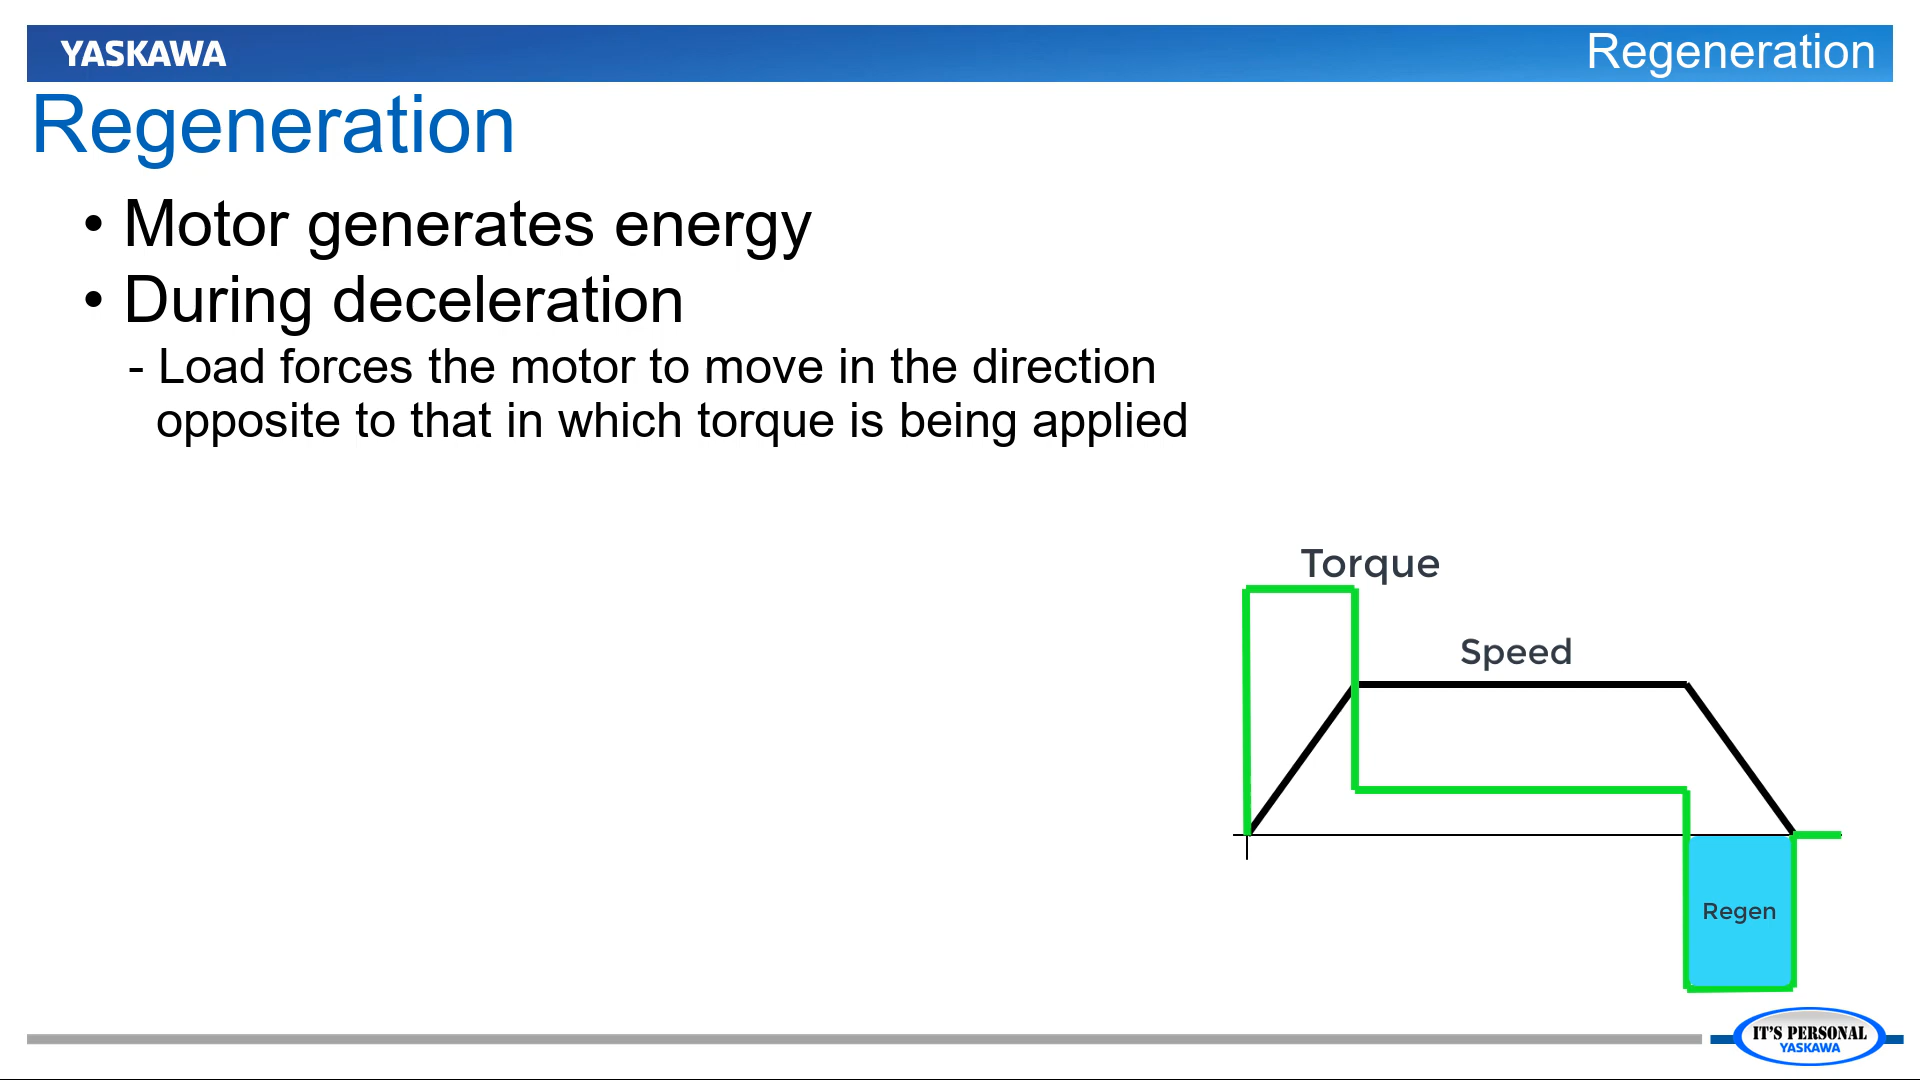 YASKAWA
Regeneration
Regeneration
• Motor generates energy
• During deceleration
- Load forces the motor to move in the direction
opposite to that in which torque is being applied
Torque
Speed
Regen
IT'S PERSONAL
YASKAWA